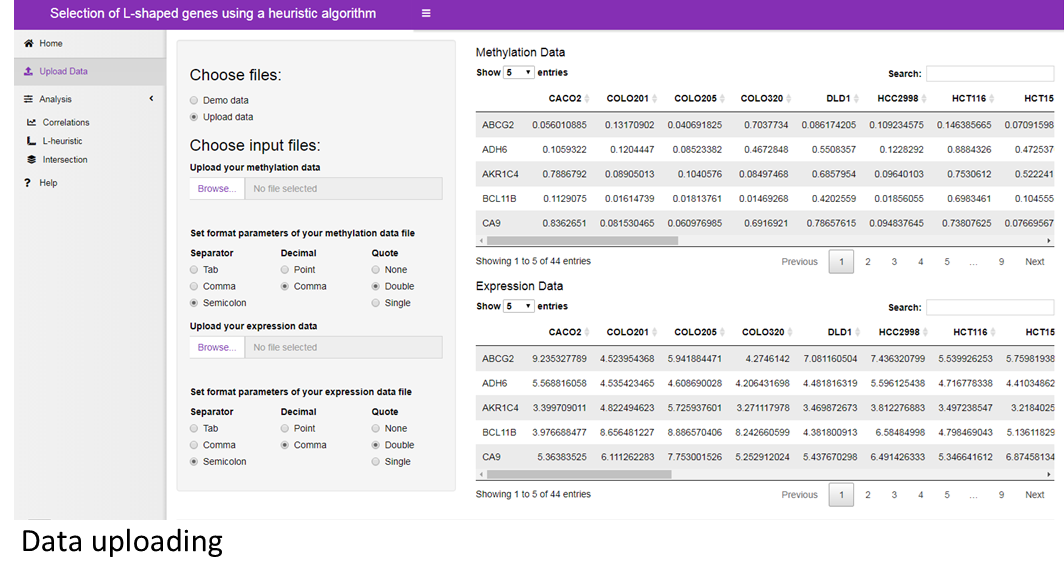 Selection of L-shaped genes using a heuristic algorithm
Home
Upload Data
Analysis
Correlations
L-heuristic
Intersection
Help
Choose files:
Demo data
Upload data
Choose input files:
Upload your methylation data
Browse... No file selected
Set format parameters of your methylation data file
Separator Decimal Quote
Tab Point None
Comma Comma Double
Semicolon Single
Upload your expression data
Browse... No file selected
Set format parameters of your expression data file
Separator Decimal Quote
Tab Point None
Comma Comma Double
Semicolon Single
Methylation Data
Show 5 entries Search:
CACO2 COLO201 COLO205 COLO320 DLD1 HCC2998 HCT116 HCT15
ABCG2 0.056010885 0.13170902 0.040691825 0.7037734 0.086174205 0.109234575 0.146385665 0.07091598
ADH6 0.1059322 0.1204447 0.08523382 0.4672848 0.5508357 0.1228292 0.8884326 0.472537
AKR1C4 0.7886792 0.08905013 0.1040576 0.08497468 0.6857954 0.09640103 0.7530612 0.522241
BCL11B 0.1129075 0.01614739 0.01813761 0.01469268 0.4202559 0.01856055 0.6983461 0.104555
CA9 0.8362651 0.081530465 0.060976985 0.6916921 0.78657615 0.094837645 0.73807625 0.07669567
Showing 1 to 5 of 44 entries Previous 1 2 3 4 5 ... 9 Next
Expression Data
Show 5 entries Search:
CACO2 COLO201 COLO205 COLO320 DLD1 HCC2998 HCT116 HCT15
ABCG2 9.235327789 4.523954368 5.941884471 4.2746142 7.081160504 7.436320799 5.539926253 5.75981938
ADH6 5.568816058 4.535423465 4.608690028 4.206431698 4.481816319 5.596125438 4.716778338 4.41034862
AKR1C4 3.399709011 4.822494623 5.725937601 3.271117978 3.469872673 3.812276883 3.497238547 3.2184025
BCL11B 3.976688477 8.656481227 8.886570406 8.242660599 4.381800913 6.58484998 4.798469043 5.13611829
CA9 5.36383525 6.111262283 7.753001526 5.252912024 5.437670298 6.491426333 5.346641612 6.87458134
Showing 1 to 5 of 44 entries Previous 1 2 3 4 5 ... 9 Next
Data uploading